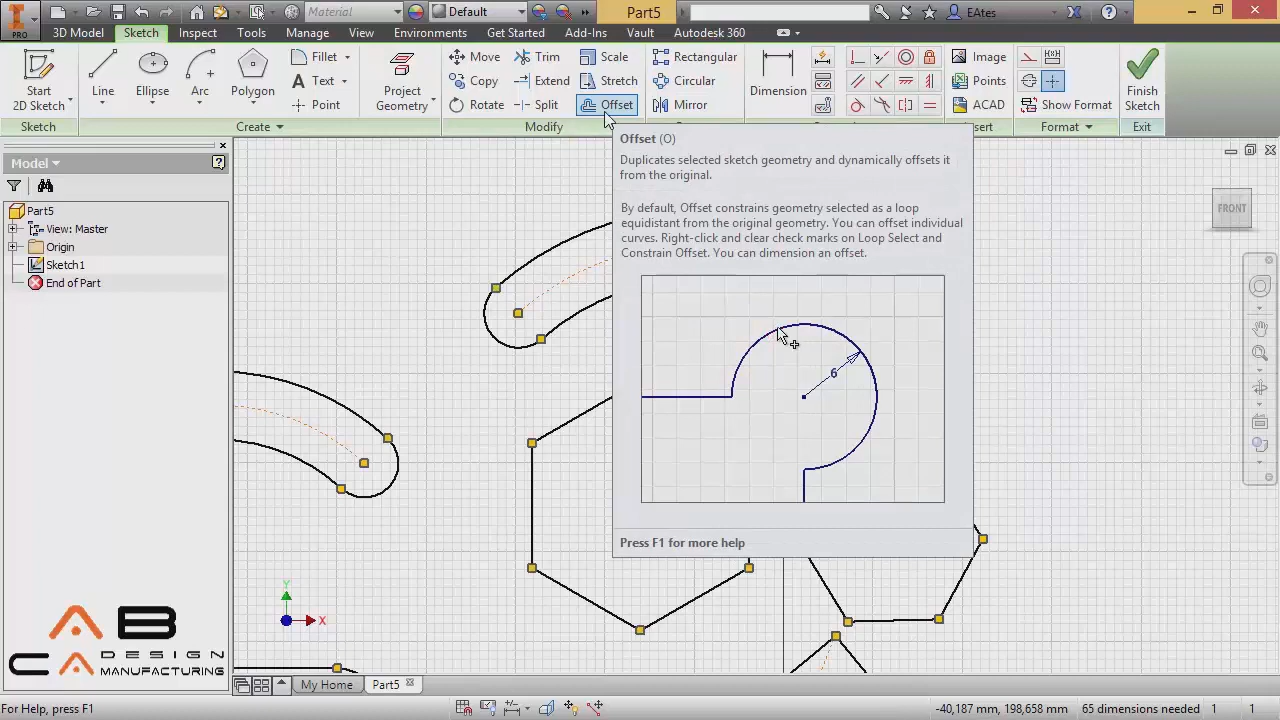 PRO
Material
Default
Part5
EAtes
3D Model
Sketch
Inspect
Tools
Manage
View
Environments
Get Started
Add-Ins
Vault
Autodesk 360
Start
2D Sketch
Line
Ellipse
Arc
Polygon
Fillet
Text
Point
Project
Geometry
Move
Copy
Rotate
Trim
Extend
Split
Scale
Stretch
Offset
Rectangular
Circular
Mirror
Dimension
Image
Points
ACAD
Show Format
Finish
Sketch
Sketch
Create
Modify
Format
Exit
Offset (O)
Duplicates selected sketch geometry and dynamically offsets it
from the original.
By default, Offset constrains geometry selected as a loop
equidistant from the original geometry. You can offset individual
curves. Right-click and clear check marks on Loop Select and
Constrain Offset. You can dimension an offset.
6
Press F1 for more help
Model
Part5
View: Master
Origin
Sketch1
End of Part
FRONT
Y
X
AB
CA DESIGN
MANUFACTURING
My Home
Part5
For Help, press F1
-40,187 mm, 198,658 mm
65 dimensions needed
1
1